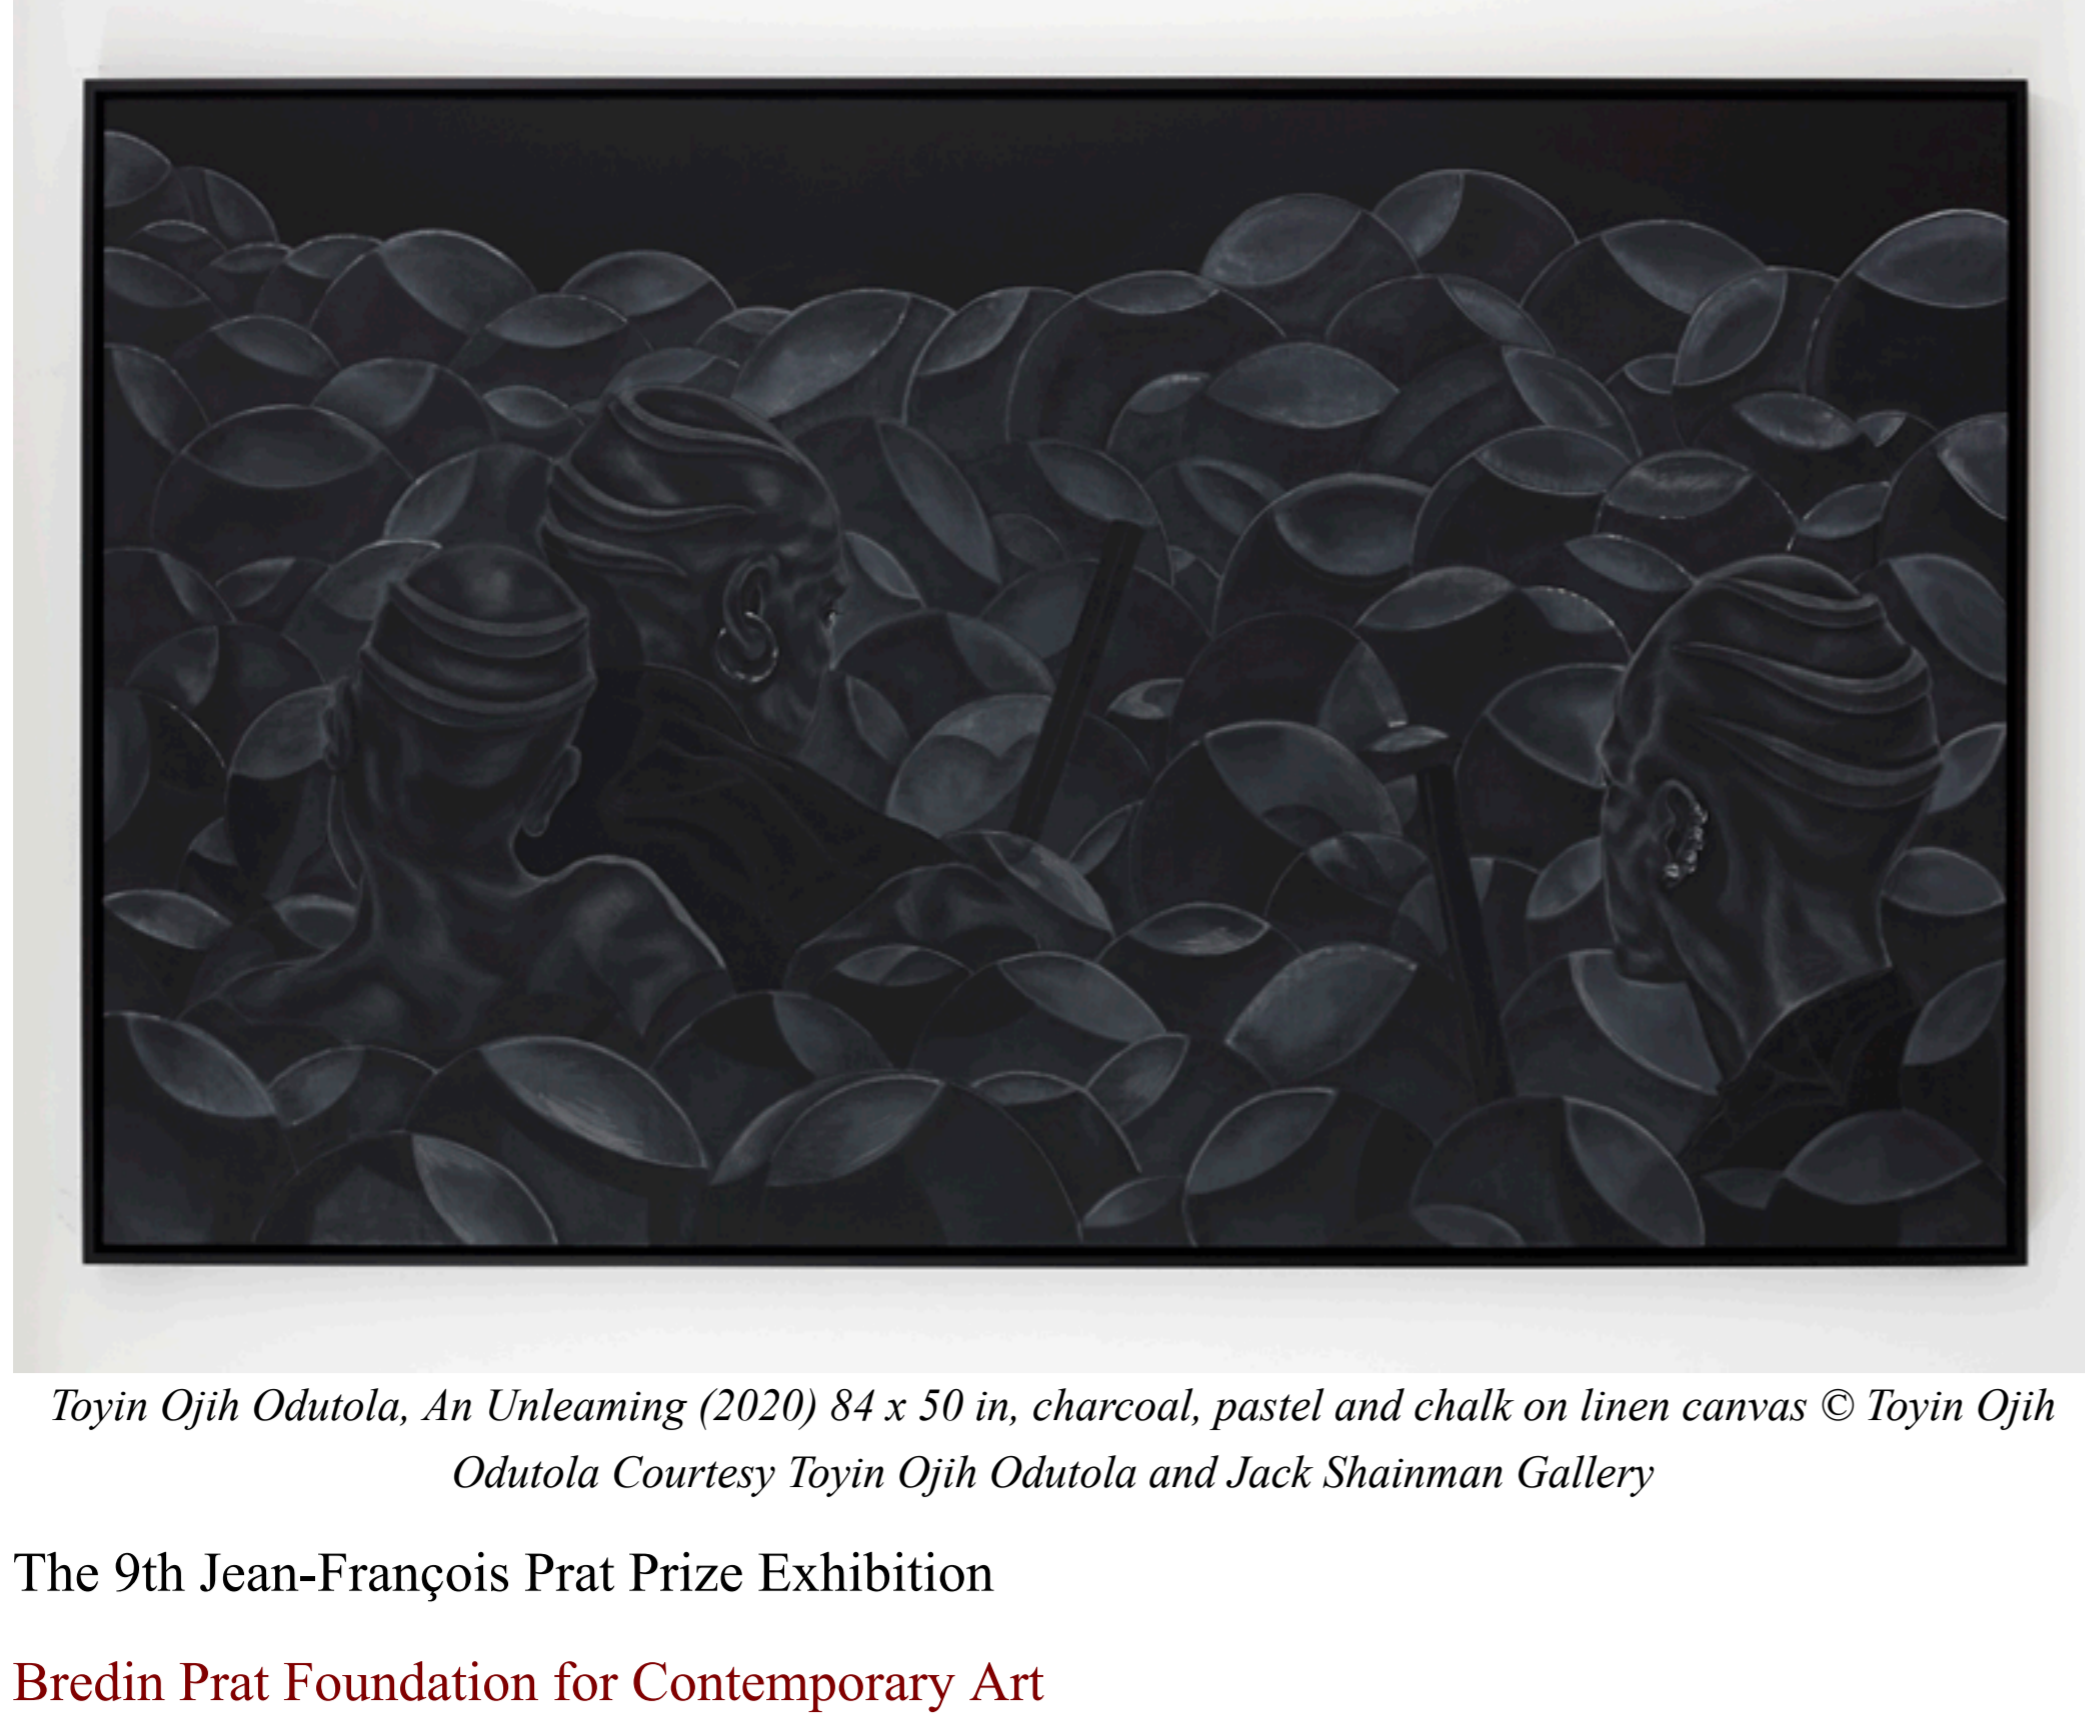 Toyin Ojih Odutola, An Unleaming (2020) 84 x 50 in, charcoal, pastel and chalk on linen canvas © Toyin Ojih
Odutola Courtesy Toyin Ojih Odutola and Jack Shainman Gallery
The 9th Jean-François Prat Prize Exhibition
Bredin Prat Foundation for Contemporary Art